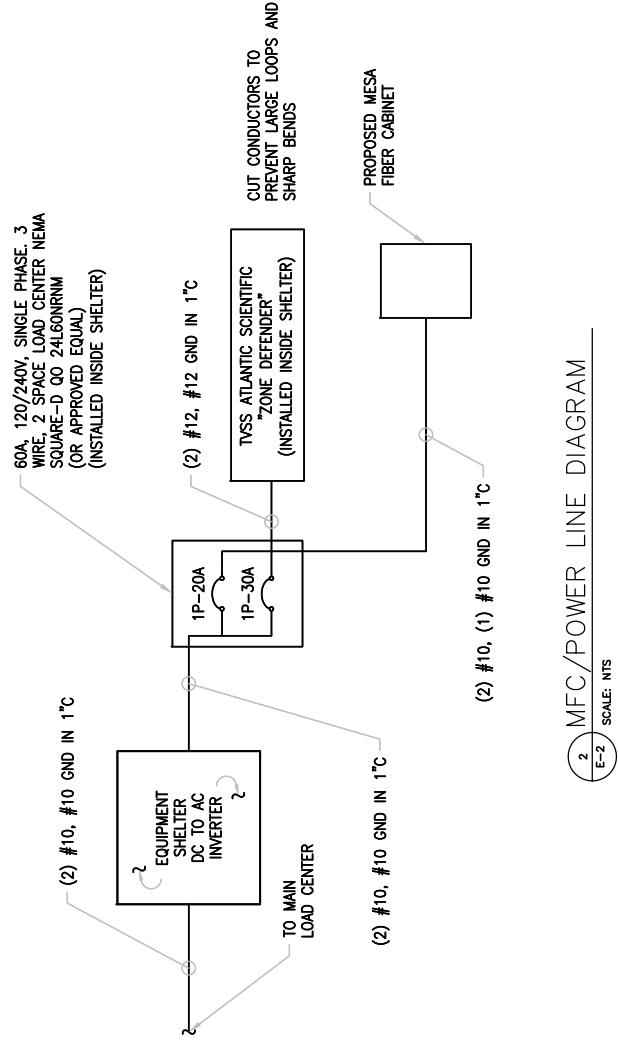 60A, 120/240V, SINGLE PHASE. 3
WIRE, 2 SPACE LOAD CENTER NEMA
SQUARE-D QO 24L60NRNM
(OR APPROVED EQUAL)
(INSTALLED INSIDE SHELTER)
(2) #10, #10 GND IN 1"C
EQUIPMENT
SHELTER
DC TO AC
INVERTER
TO MAIN
LOAD CENTER
(2) #10, #10 GND IN 1"C
1P-20A
1P-30A
(2) #12, #12 GND IN 1"C
TVSS ATLANTIC SCIENTIFIC
"ZONE DEFENDER"
(INSTALLED INSIDE SHELTER)
CUT CONDUCTORS TO
PREVENT LARGE LOOPS AND
SHARP BENDS
PROPOSED MESA
FIBER CABINET
(2) #10, (1) #10 GND IN 1"C
2
E-2
MFC/POWER LINE DIAGRAM
SCALE: NTS